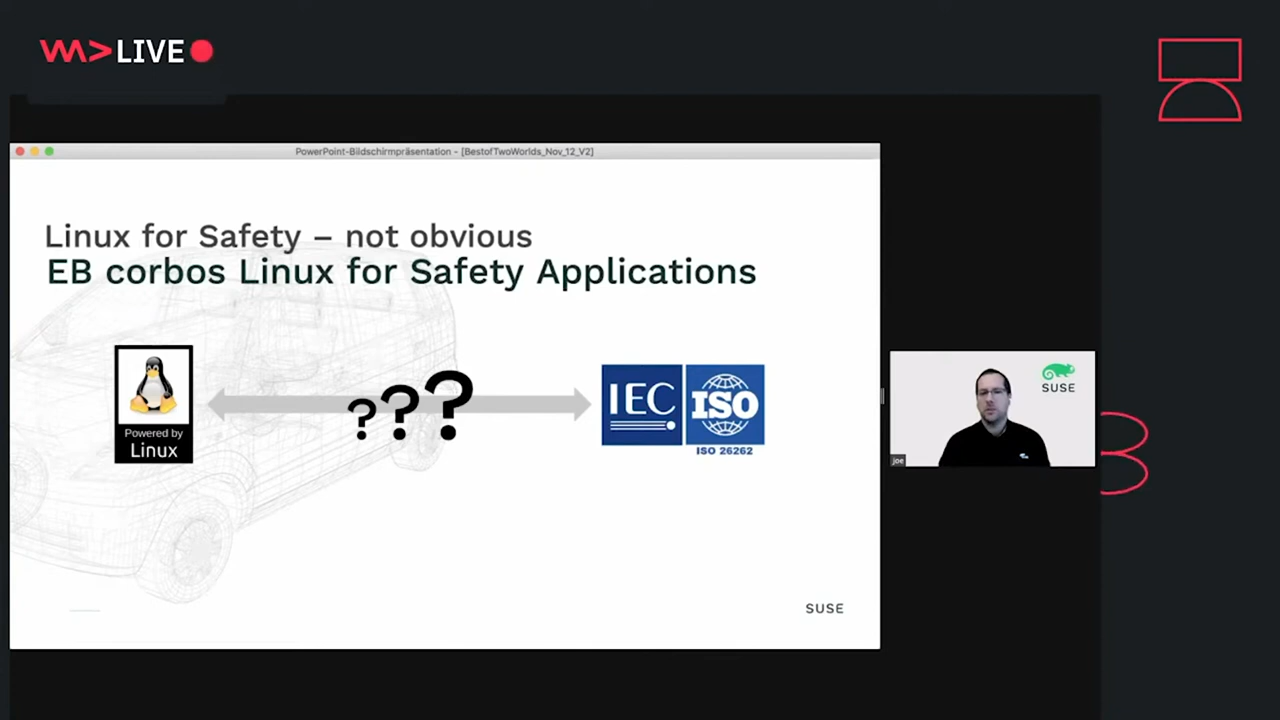 LIVE
PowerPoint-Bildschirmpräsentation - [BestofTwoWorlds_Nov_12_V2]
Linux for Safety – not obvious
EB corbos Linux for Safety Applications
Powered by
Linux
???
IEC
ISO
ISO 26262
SUSE
joe
SUSE